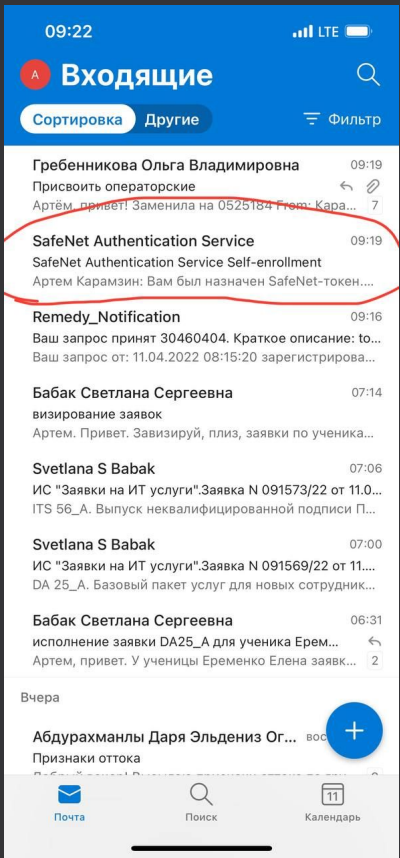 09:22
LTE
А
Входящие
Сортировка
Другие
Фильтр
Гребенникова Ольга Владимировна 09:19
Присвоить операторские
Артём, привет! Заменила на 0525184 From: Кара... 7
SafeNet Authentication Service 09:19
SafeNet Authentication Service Self-enrollment
Артем Карамзин: Вам был назначен SafeNet-токен....
Remedy_Notification 09:16
Ваш запрос принят 30460404. Краткое описание: to...
Ваш запрос от: 11.04.2022 08:15:20 зарегистрирова...
Бабак Светлана Сергеевна 07:14
визирование заявок
Артем. Привет. Завизируй, плиз, заявки по ученика...
Svetlana S Babak 07:06
ИС "Заявки на ИТ услуги".Заявка N 091573/22 от 11.0...
ITS 56_A. Выпуск неквалифицированной подписи П...
Svetlana S Babak 07:00
ИС "Заявки на ИТ услуги".Заявка N 091569/22 от 11....
DA 25_A. Базовый пакет услуг для новых сотрудник...
Бабак Светлана Сергеевна 06:31
исполнение заявки DA25_A для ученика Ерем...
Артем, привет. У ученицы Еременко Елена заявк... 2
Вчера
Абдурахманлы Даря Эльдениз Ог... вос
Признаки оттока
Почта
Поиск
11
Календарь